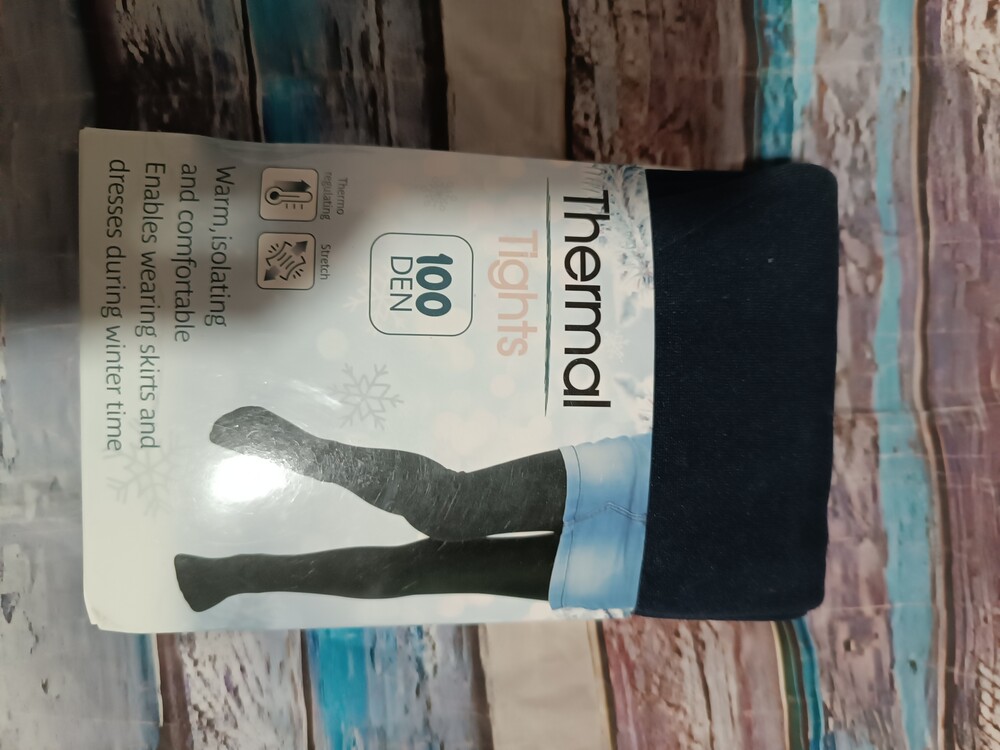 Thermal
Tights
100
DEN
Thermo
regulating
Stretch
Warm,isolating
and comfortable
Enables wearing skirts and
dresses during winter time